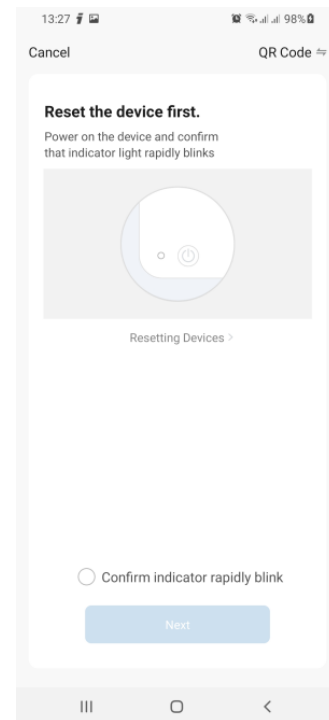 13:27 98%
Cancel QR Code
Reset the device first.
Power on the device and confirm
that indicator light rapidly blinks
Resetting Devices >
Confirm indicator rapidly blink
Next